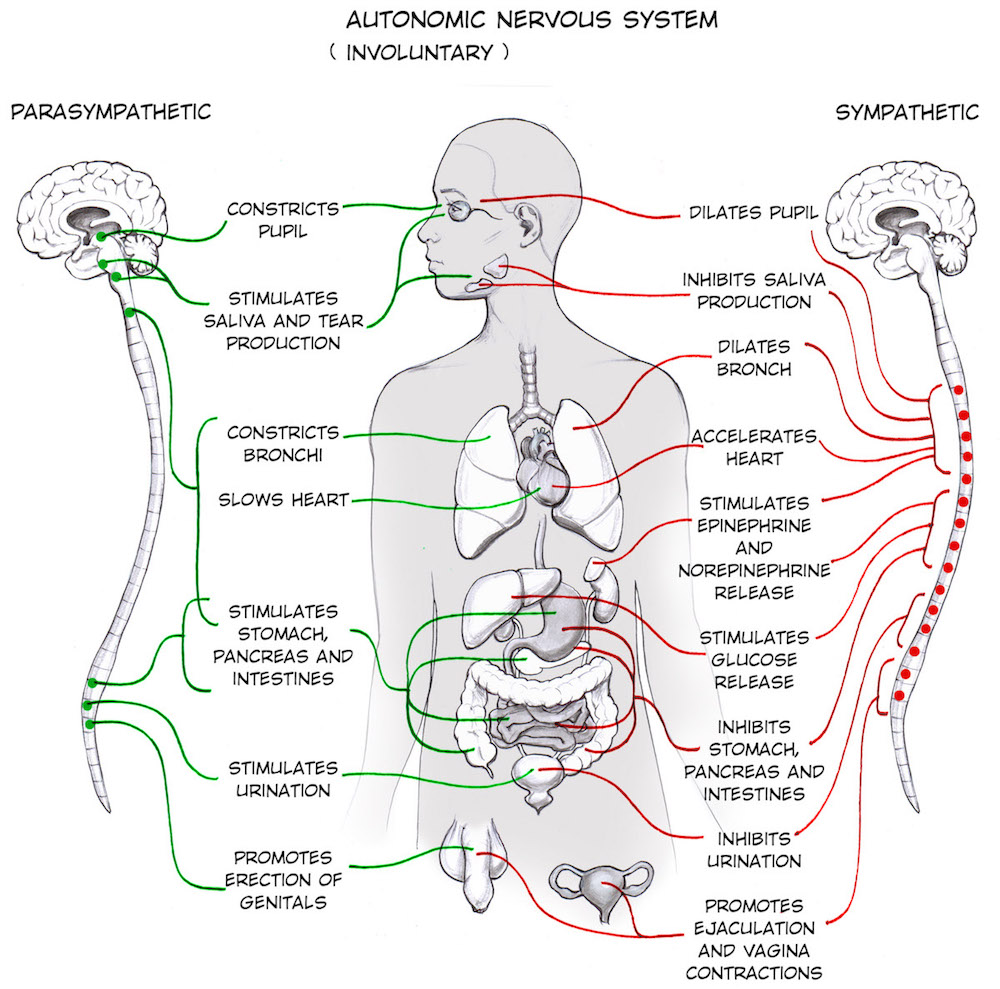 AUTONOMIC NERVOUS SYSTEM
( INVOLUNTARY )
PARASYMPATHETIC
SYMPATHETIC
CONSTRICTS
PUPIL
STIMULATES
SALIVA AND TEAR
PRODUCTION
CONSTRICTS
BRONCHI
SLOWS HEART
STIMULATES
STOMACH,
PANCREAS AND
INTESTINES
STIMULATES
URINATION
PROMOTES
ERECTION OF
GENITALS
DILATES PUPIL
INHIBITS SALIVA
PRODUCTION
DILATES
BRONCH
ACCELERATES
HEART
STIMULATES
EPINEPHRINE
AND
NOREPINEPHRINE
RELEASE
STIMULATES
GLUCOSE
RELEASE
INHIBITS
STOMACH,
PANCREAS AND
INTESTINES
INHIBITS
URINATION
PROMOTES
EJACULATION
AND VAGINA
CONTRACTIONS